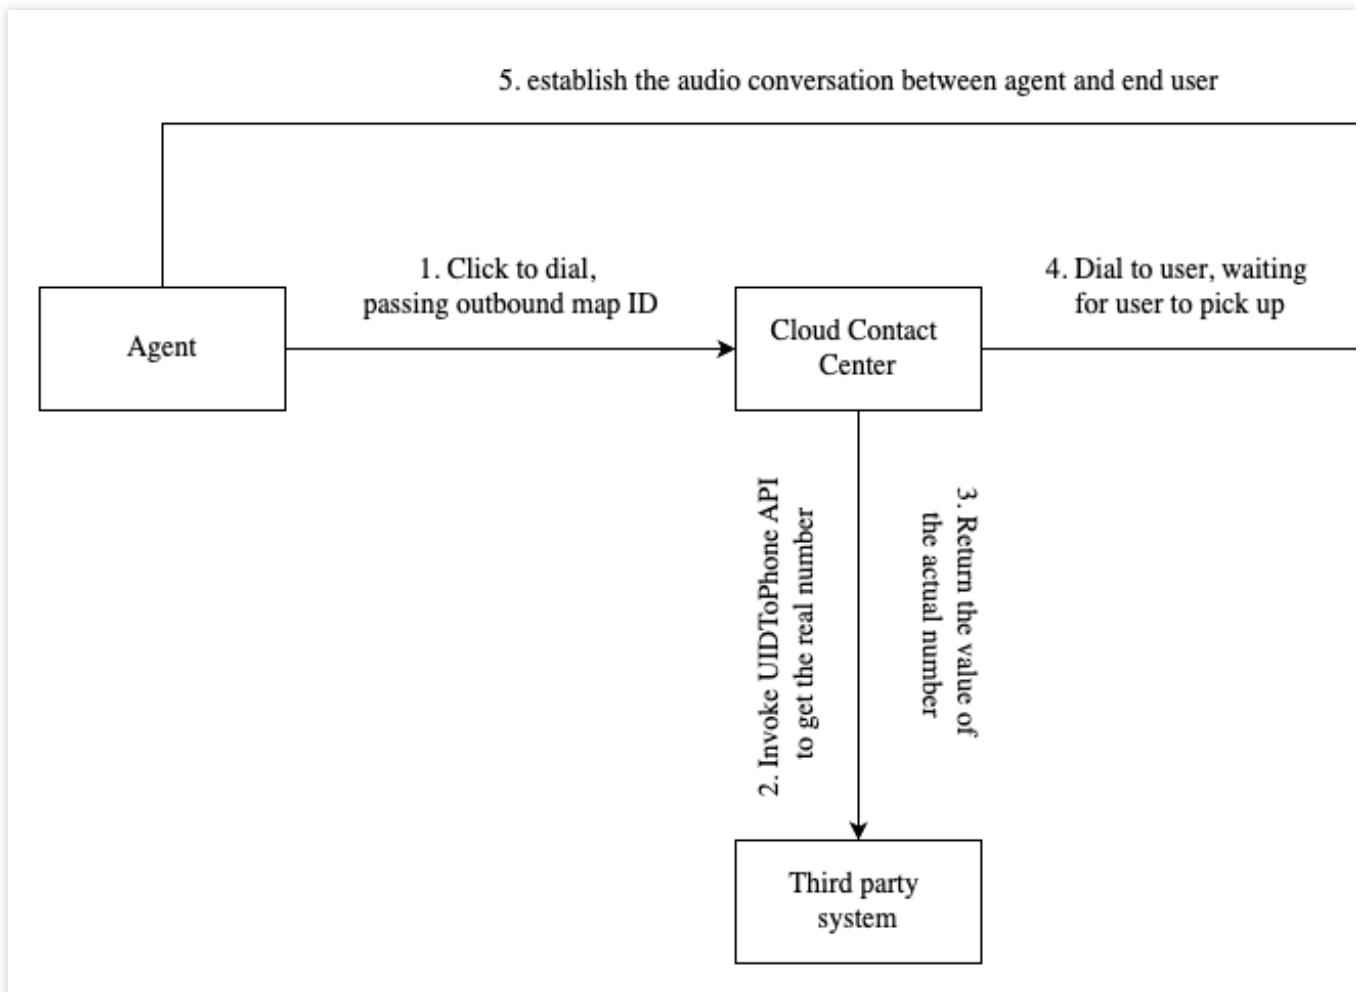 5. establish the audio conversation between agent and end user
1. Click to dial,
passing outbound map ID
4. Dial to user, waiting
for user to pick up
Agent
Cloud Contact
Center
2. Invoke UIDToPhone API
to get the real number
3. Return the value of
the actual number
Third party
system